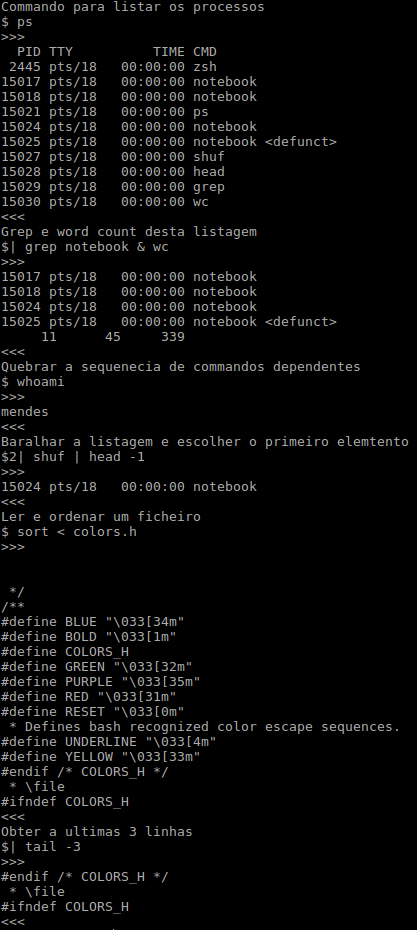 Commando para listar os processos
$ ps
>>>
  PID TTY          TIME CMD
 2445 pts/18   00:00:00 zsh
15017 pts/18   00:00:00 notebook
15018 pts/18   00:00:00 notebook
15021 pts/18   00:00:00 ps
15024 pts/18   00:00:00 notebook
15025 pts/18   00:00:00 notebook <defunct>
15027 pts/18   00:00:00 shuf
15028 pts/18   00:00:00 head
15029 pts/18   00:00:00 grep
15030 pts/18   00:00:00 wc
<<<
Grep e word count desta listagem
$| grep notebook & wc
>>>
15017 pts/18   00:00:00 notebook
15018 pts/18   00:00:00 notebook
15024 pts/18   00:00:00 notebook
15025 pts/18   00:00:00 notebook <defunct>
     11      45     339
<<<
Quebrar a sequenecia de commandos dependentes
$ whoami
>>>
mendes
<<<
Baralhar a listagem e escolher o primeiro elemtento
$2| shuf | head -1
>>>
15024 pts/18   00:00:00 notebook
<<<
Ler e ordenar um ficheiro
$ sort < colors.h
>>>
 */
/**
#define BLUE "\033[34m"
#define BOLD "\033[1m"
#define COLORS_H
#define GREEN "\033[32m"
#define PURPLE "\033[35m"
#define RED "\033[31m"
#define RESET "\033[0m"
 * Defines bash recognized color escape sequences.
#define UNDERLINE "\033[4m"
#define YELLOW "\033[33m"
#endif /* COLORS_H */
 * \file
#ifndef COLORS_H
<<<
Obter a ultimas 3 linhas
$| tail -3
>>>
#endif /* COLORS_H */
 * \file
#ifndef COLORS_H
<<<